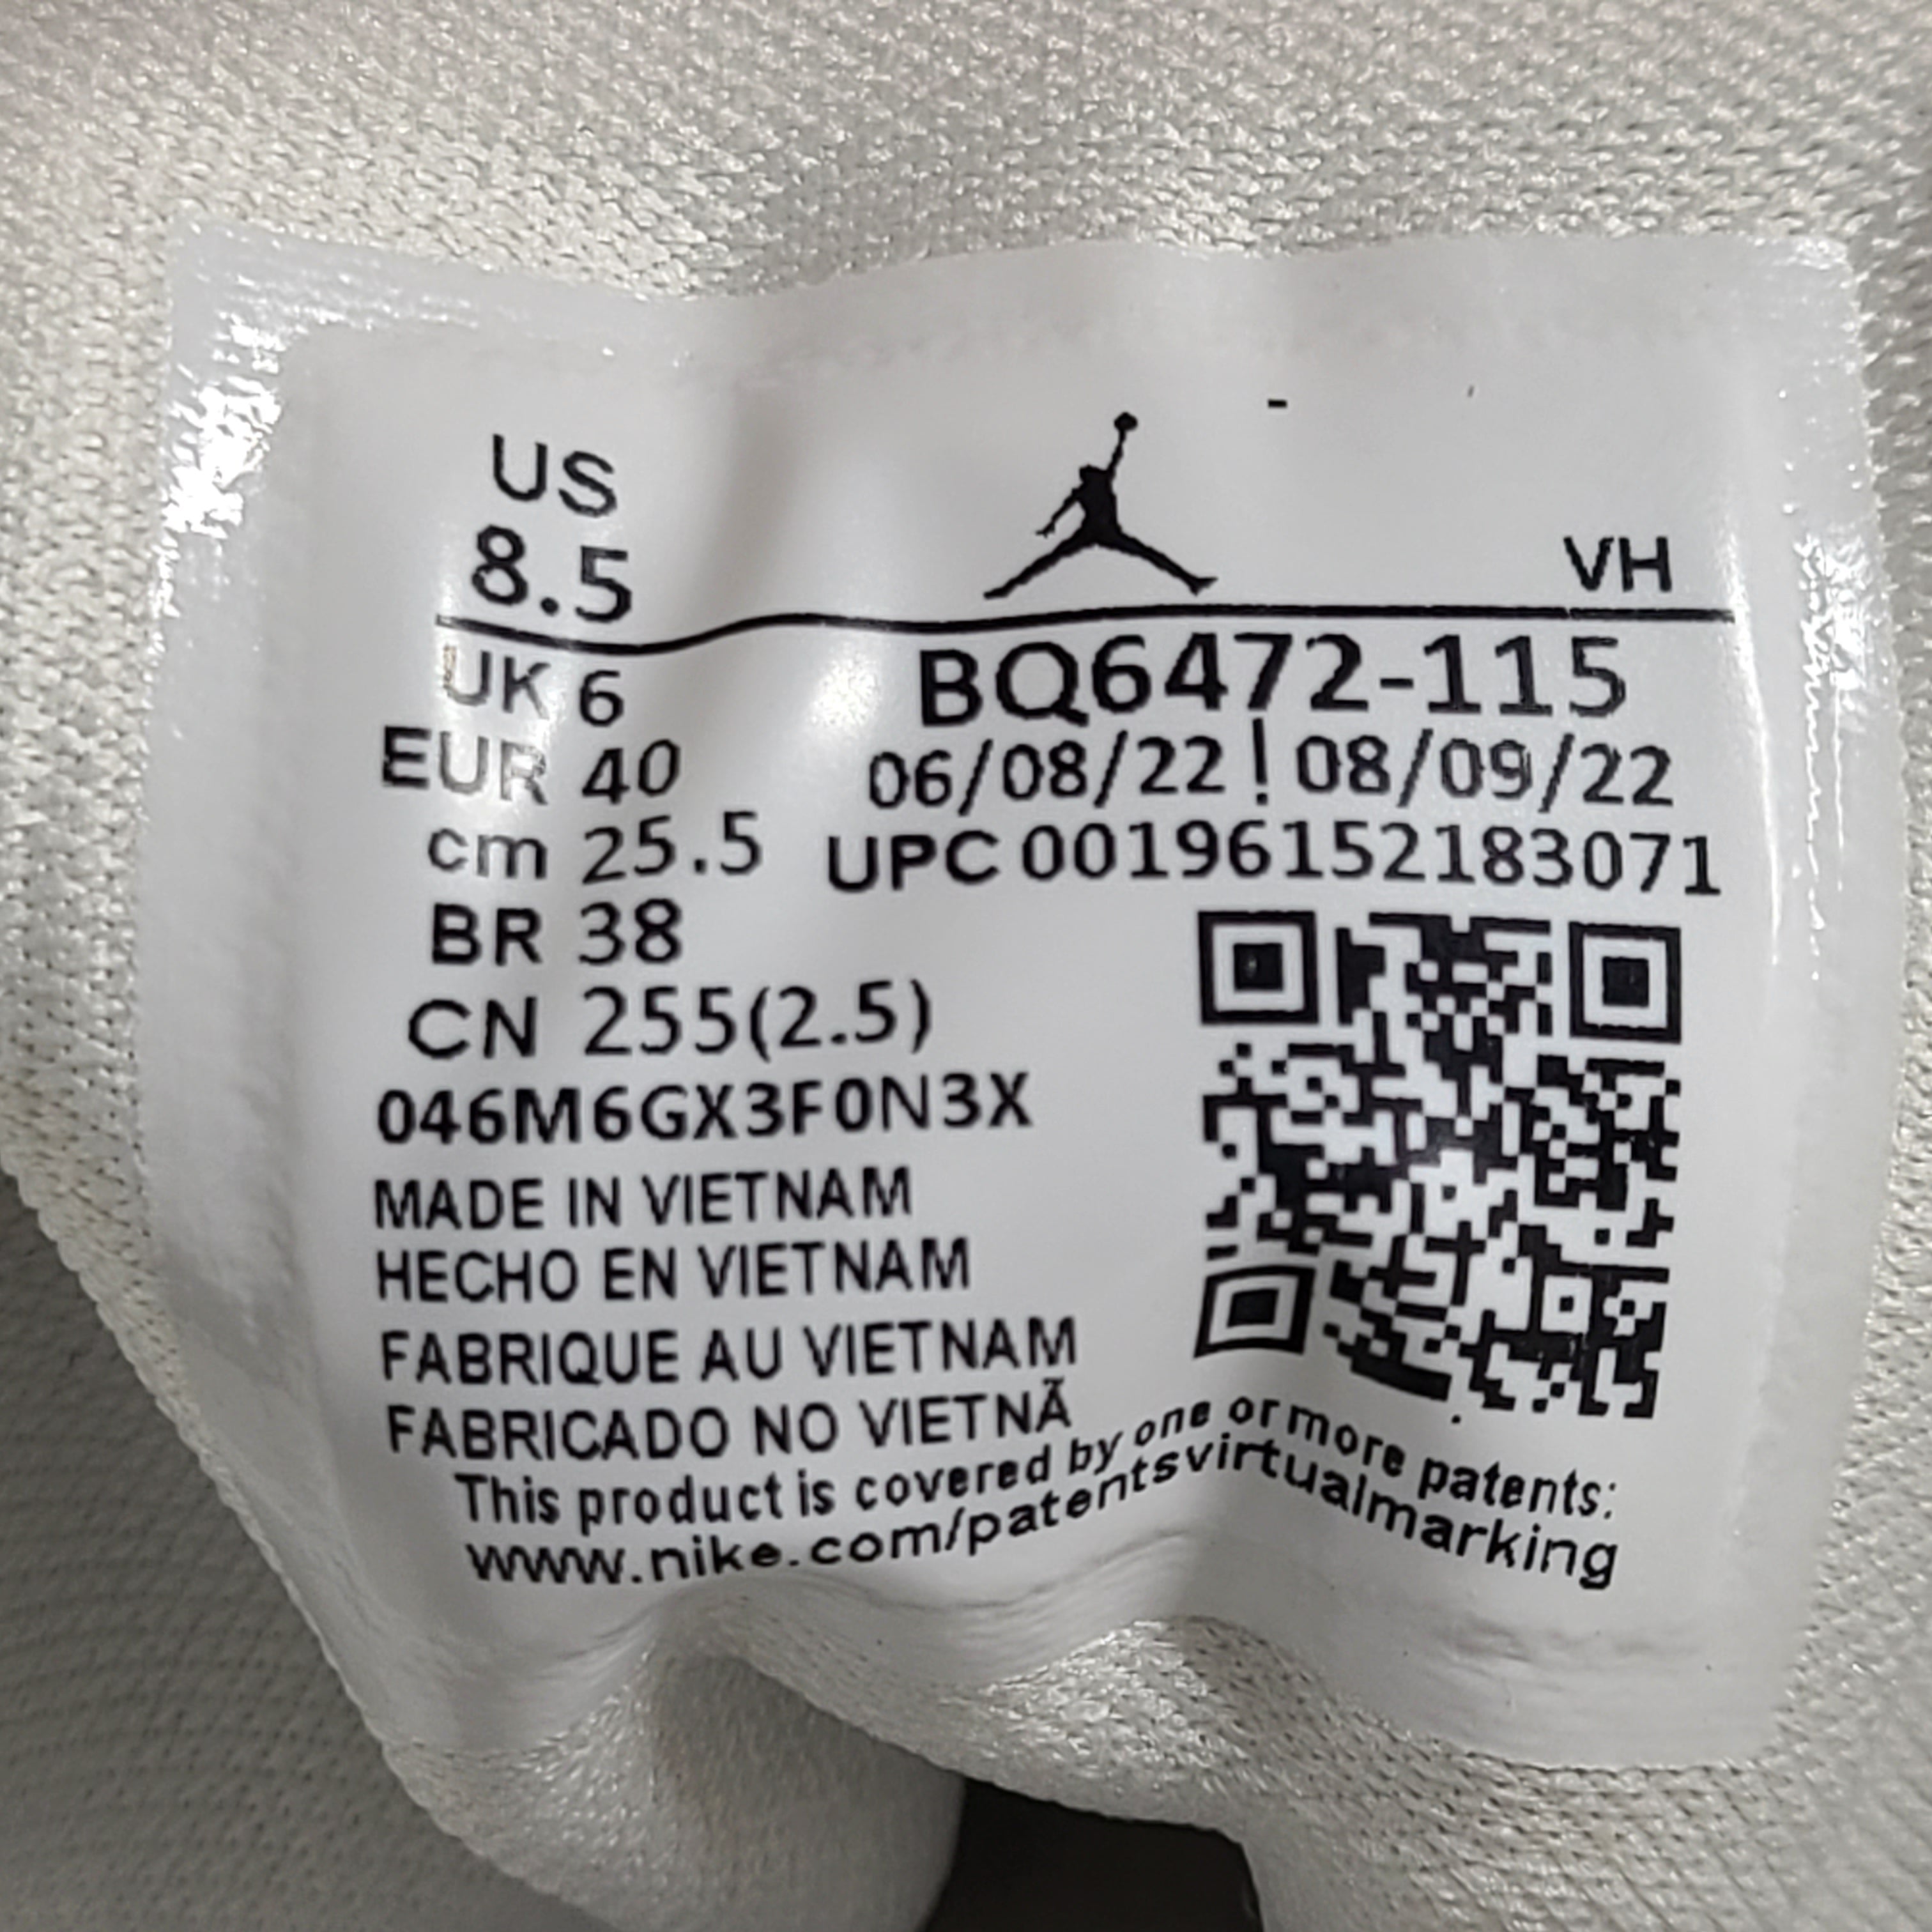 US
8.5
VH
UK 6
BQ6472-115
EUR 40
06/08/22 ! 08/09/22
cm 25.5
UPC 00196152183071
BR 38
CN 255(2.5)
046M6GX3F0N3X
MADE IN VIETNAM
HECHO EN VIETNAM
FABRIQUE AU VIETNAM
FABRICADO NO VIETNÃ
This product is covered by one or more patents:
www.nike.com/patentsvirtualmarking